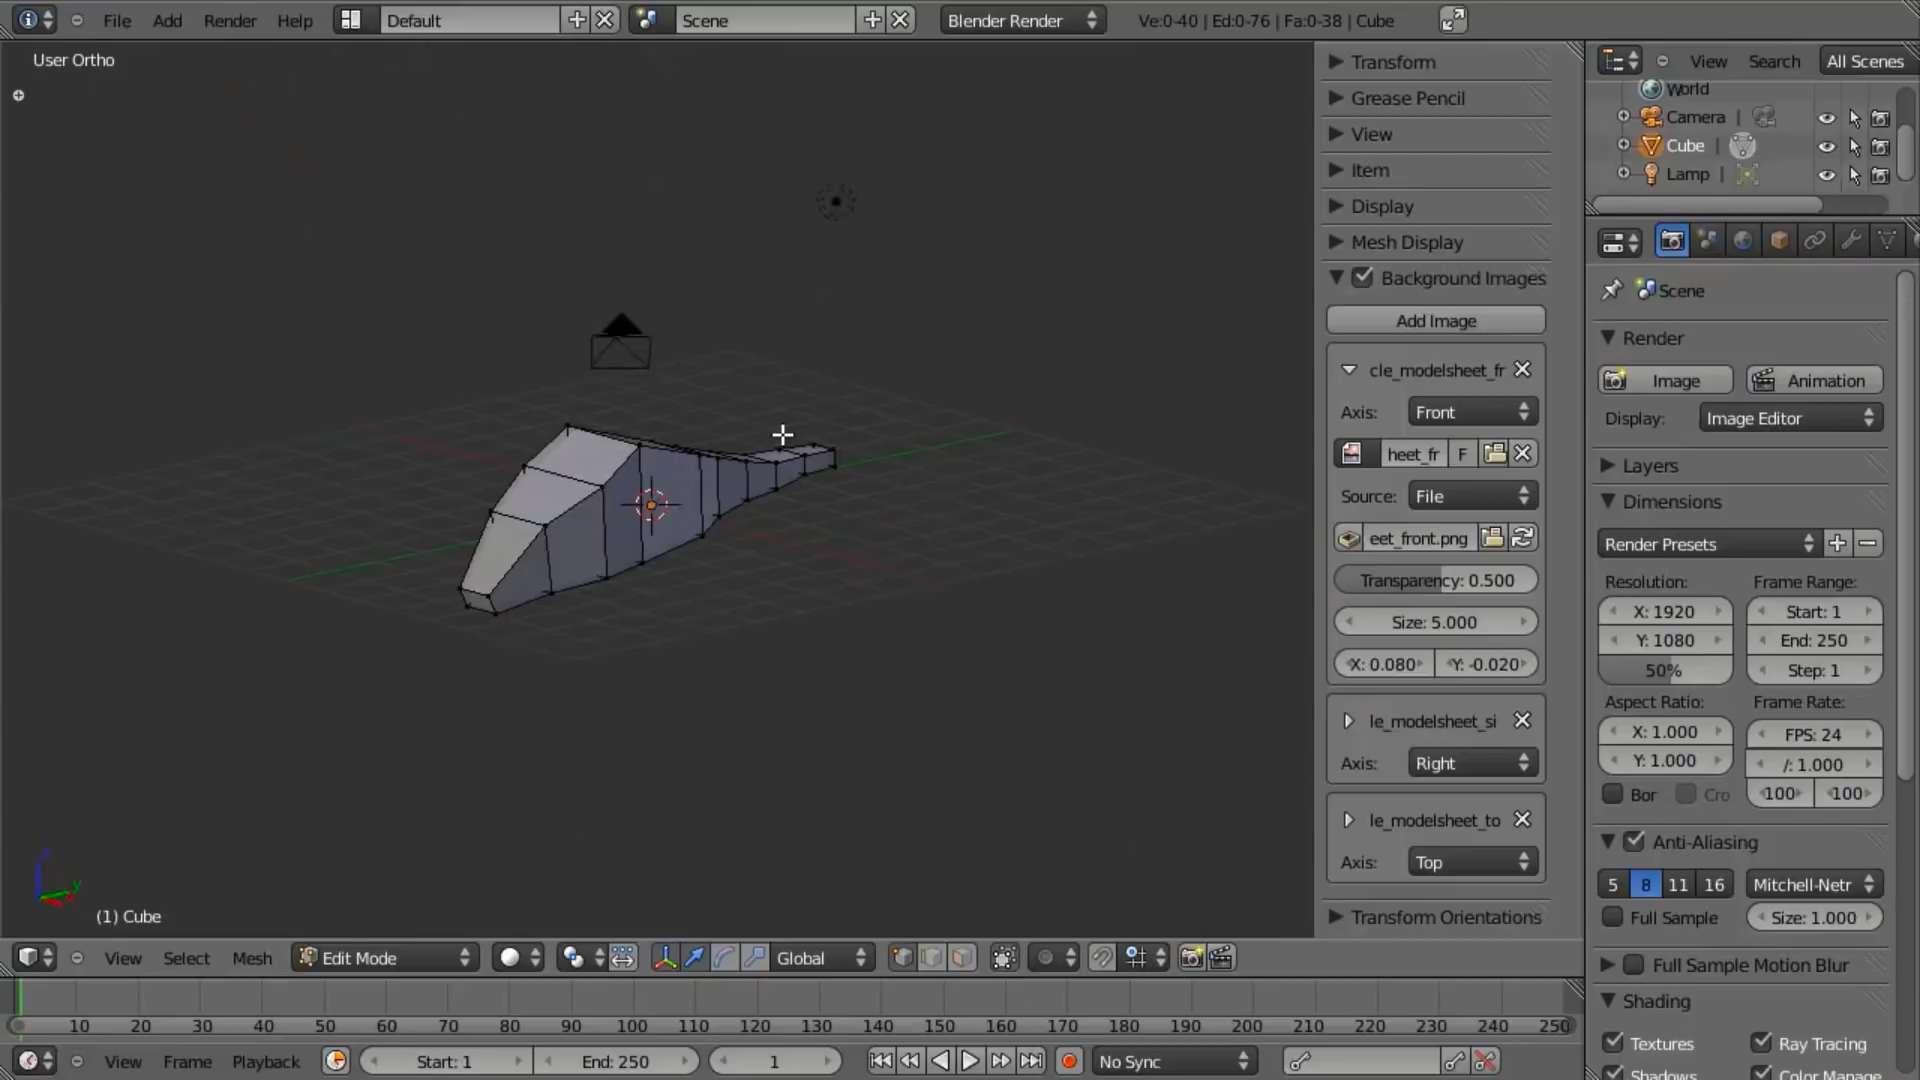 File Add Render Help Default Scene Blender Render Ve:0-40 | Ed:0-76 | Fa:0-38 | Cube
User Ortho
(1) Cube
Transform
Grease Pencil
View
Item
Display
Mesh Display
Background Images
Add Image
cle_modelsheet_fr
Axis: Front
heet_fr F
Source: File
eet_front.png
Transparency: 0.500
Size: 5.000
X: 0.080 Y: -0.020
le_modelsheet_si
Axis: Right
le_modelsheet_to
Axis: Top
Transform Orientations
View Search All Scenes
World
Camera
Cube
Lamp
Scene
Render
Image Animation
Display: Image Editor
Layers
Dimensions
Render Presets
Resolution: Frame Range:
X: 1920 Start: 1
Y: 1080 End: 250
50% Step: 1
Aspect Ratio: Frame Rate:
X: 1.000 FPS: 24
Y: 1.000 /: 1.000
Bor Cro 100 100
Anti-Aliasing
5 8 11 16 Mitchell-Netr
Full Sample Size: 1.000
Full Sample Motion Blur
Shading
Textures Ray Tracing
Shadows Color Manage
View Select Mesh Edit Mode Global
10 20 30 40 50 60 70 80 90 100 110 120 130 140 150 160 170 180 190 200 210 220 230 240 250
View Frame Playback Start: 1 End: 250 1 No Sync